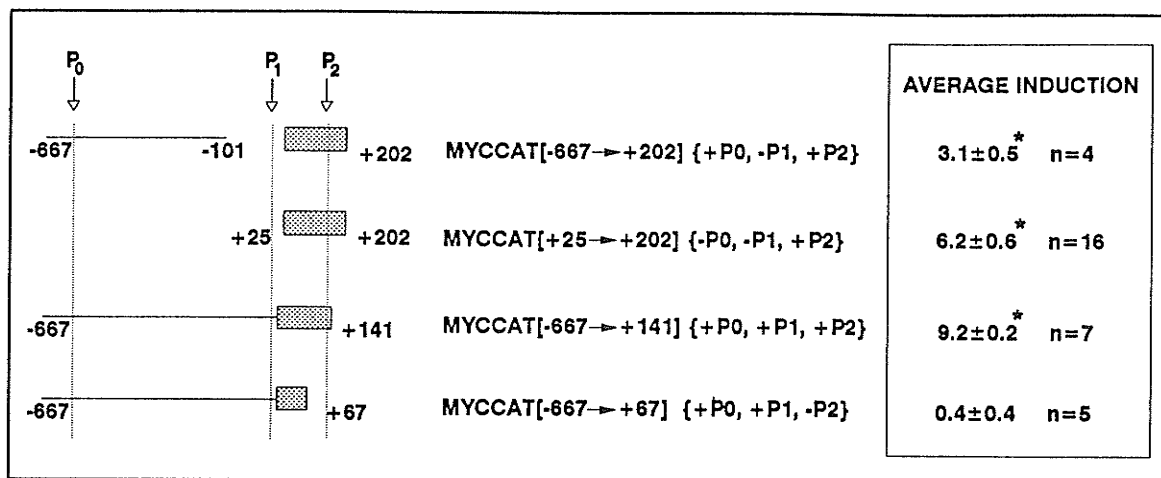 P0 P1 P2
AVERAGE INDUCTION
-667 -101 +202 MYCCAT[-667→+202] {+P0, -P1, +P2} 3.1±0.5* n=4
+25 +202 MYCCAT[+25→+202] {-P0, -P1, +P2} 6.2±0.6* n=16
-667 +141 MYCCAT[-667→+141] {+P0, +P1, +P2} 9.2±0.2* n=7
-667 +67 MYCCAT[-667→+67] {+P0, +P1, -P2} 0.4±0.4 n=5